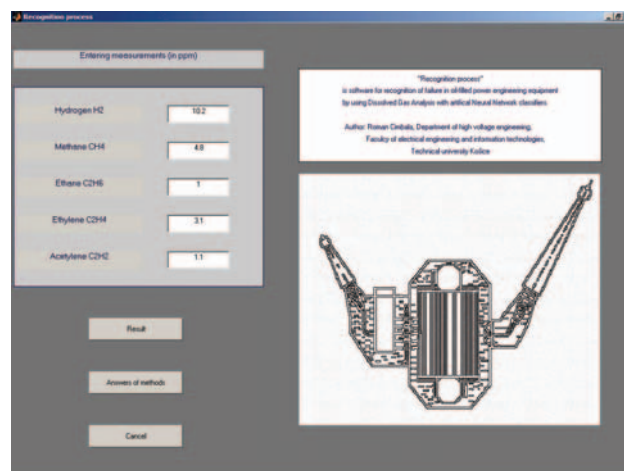 Recognition process
Entering measurements (in ppm)
Hydrogen H2 10.2
Methane CH4 4.8
Ethane C2H6 1
Ethylene C2H4 3.1
Acetylene C2H2 1.1
Result
Answers of methods
Cancel
"Recognition process"
is software for recognition of failure in oil-filled power engineering equipment
by using Dissolved Gas Analysis with artifical Neural Network classifiers.
Author: Roman Cimbala, Department of high voltage engineering,
Faculty of electrical engineering and information technologies,
Technical university Košice